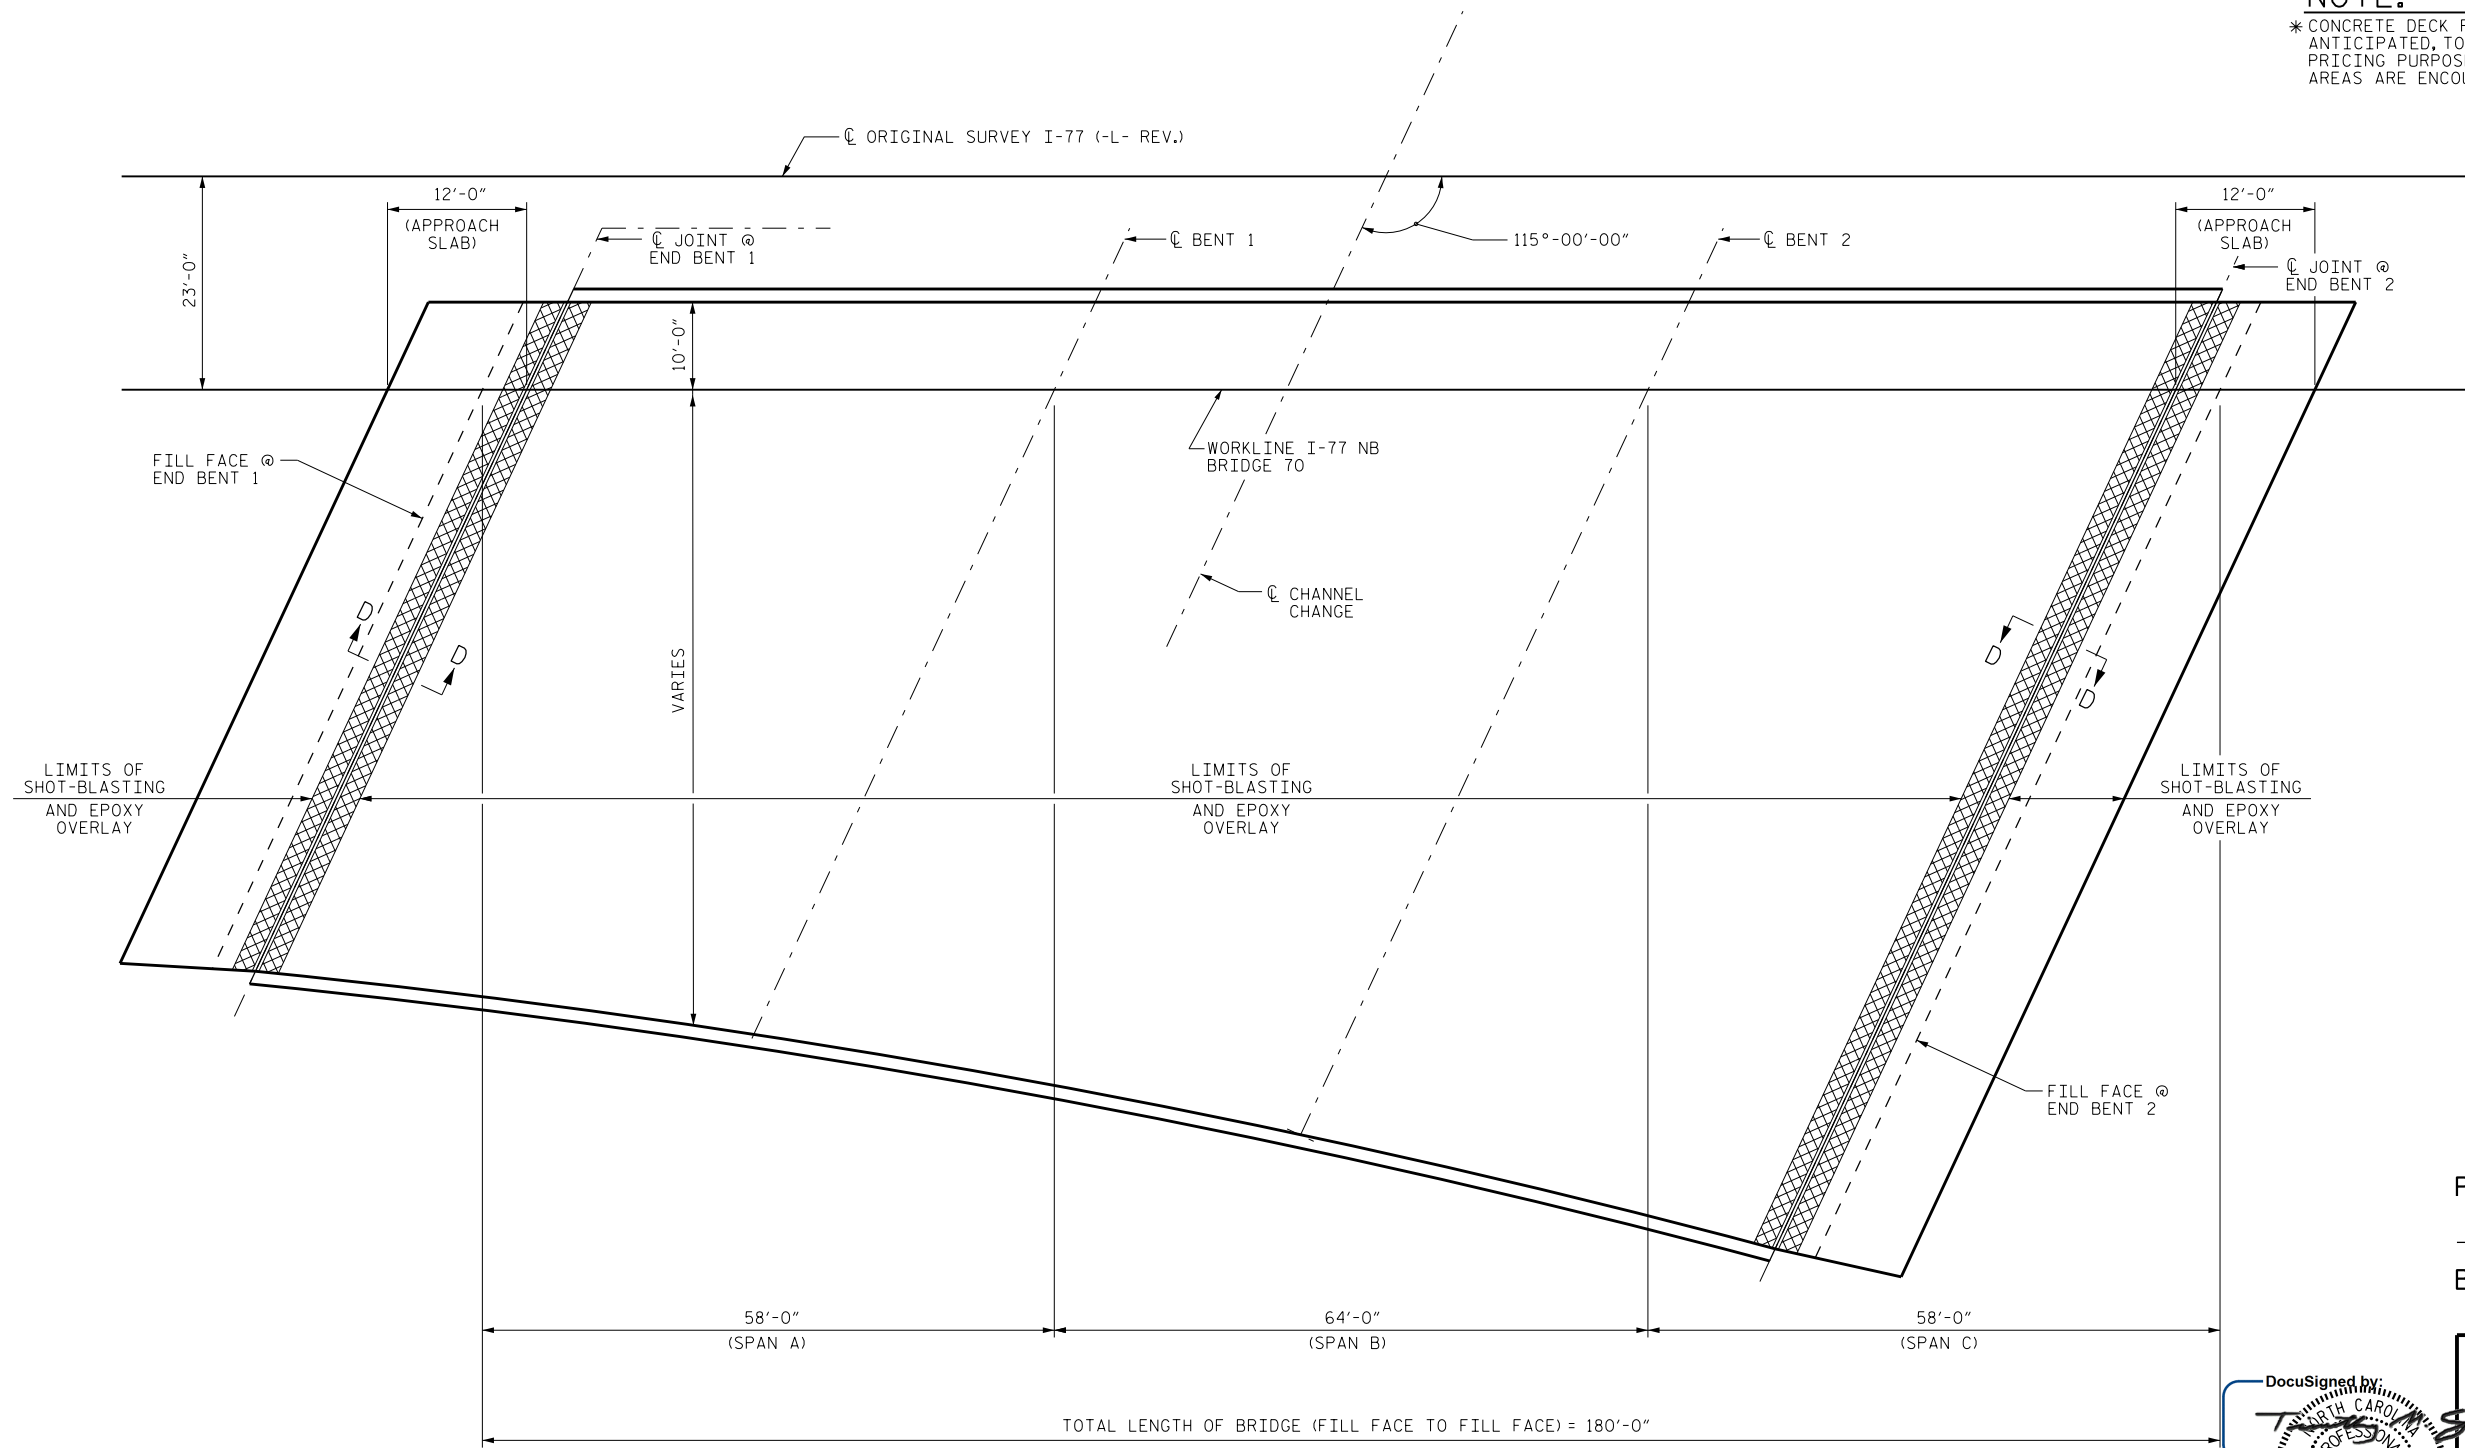 NOTE:
* CONCRETE DECK
ANTICIPATED, TO
PRICING
AREAS ARE
℄ ORIGINAL SURVEY I-77 (-L- REV.)
12'-0"
(APPROACH
SLAB)
12'-0"
(APPROACH
SLAB)
23'-0"
℄ JOINT @
END BENT 1
℄ BENT 1
115°-00'-00"
℄ BENT 2
℄ JOINT @
END BENT 2
10'-0"
FILL FACE @
END BENT 1
WORKLINE I-77 NB
BRIDGE 70
℄ CHANNEL
CHANGE
D
D
D
D
VARIES
LIMITS OF
SHOT-BLASTING
AND EPOXY
OVERLAY
LIMITS OF
SHOT-BLASTING
AND EPOXY
OVERLAY
LIMITS OF
SHOT-BLASTING
AND EPOXY
OVERLAY
FILL FACE @
END BENT 2
58'-0"
(SPAN A)
64'-0"
(SPAN B)
58'-0"
(SPAN C)
TOTAL LENGTH OF BRIDGE (FILL FACE TO FILL FACE) = 180'-0"
DocuSigned by:
NORTH CAROLINA